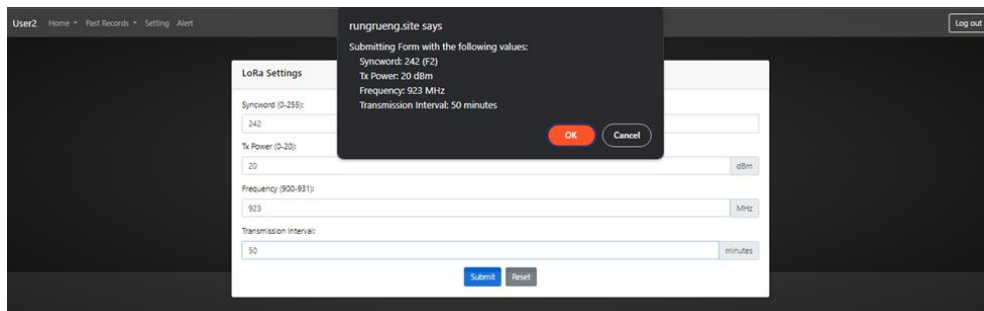 User2 Home Past Records Setting Alert Log out
rungrueng.site says
Submitting Form with the following values:
Syncword: 242 (F2)
Tx Power: 20 dBm
Frequency: 923 MHz
Transmission Interval: 50 minutes
OK Cancel
LoRa Settings
Syncword (0-255):
242
Tx Power (0-20):
20 dBm
Frequency (900-931):
923 MHz
Transmission Interval:
50 minutes
Submit Reset